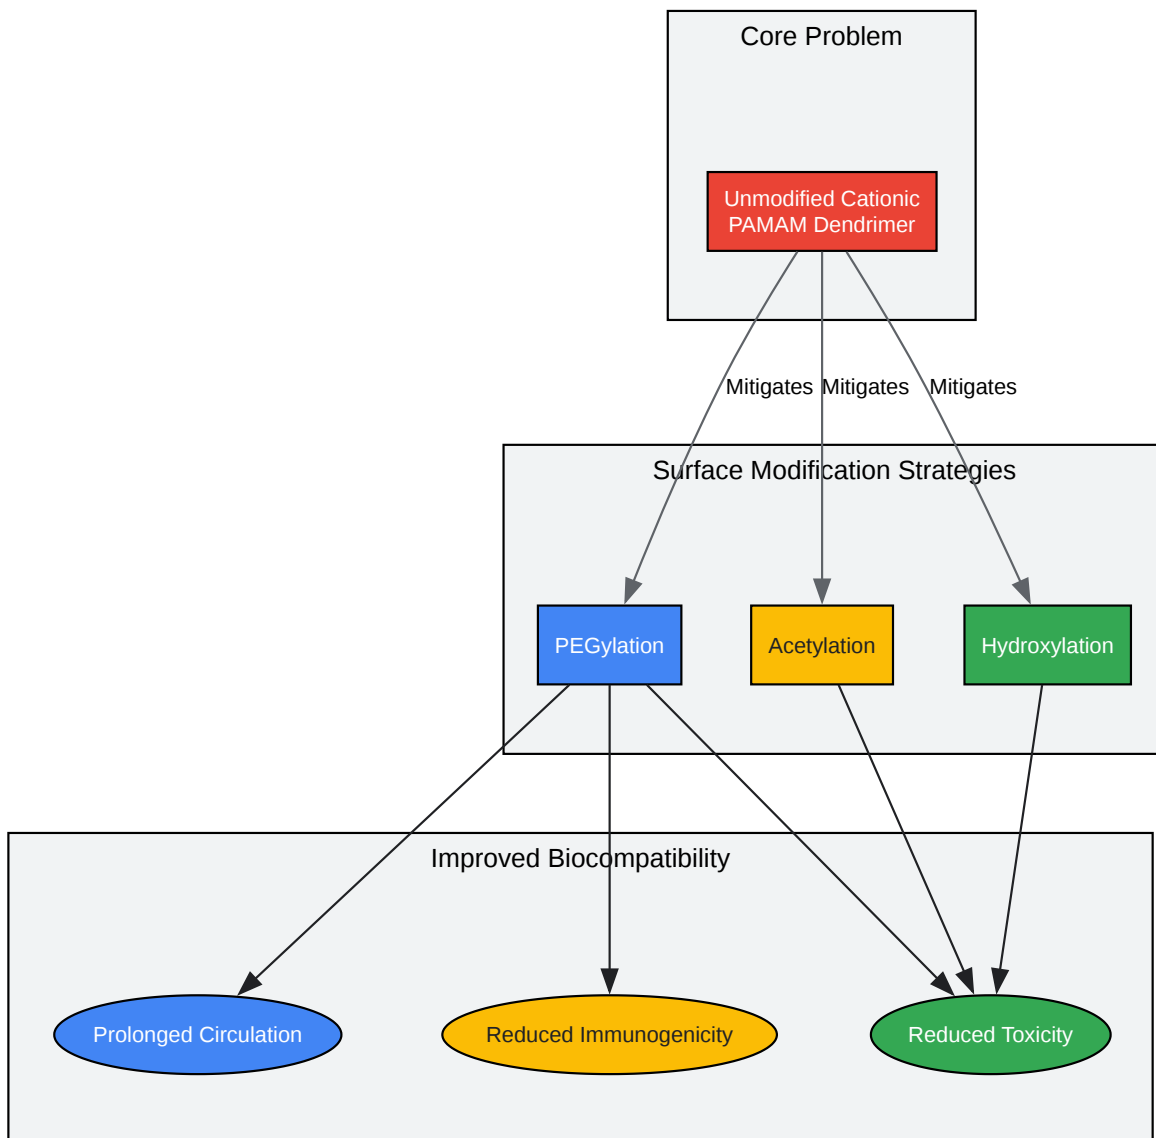 Core Problem
Unmodified Cationic
PAMAM Dendrimer
Mitigates
Mitigates
Mitigates
Surface Modification Strategies
PEGylation
Acetylation
Hydroxylation
Improved Biocompatibility
Prolonged Circulation
Reduced Immunogenicity
Reduced Toxicity